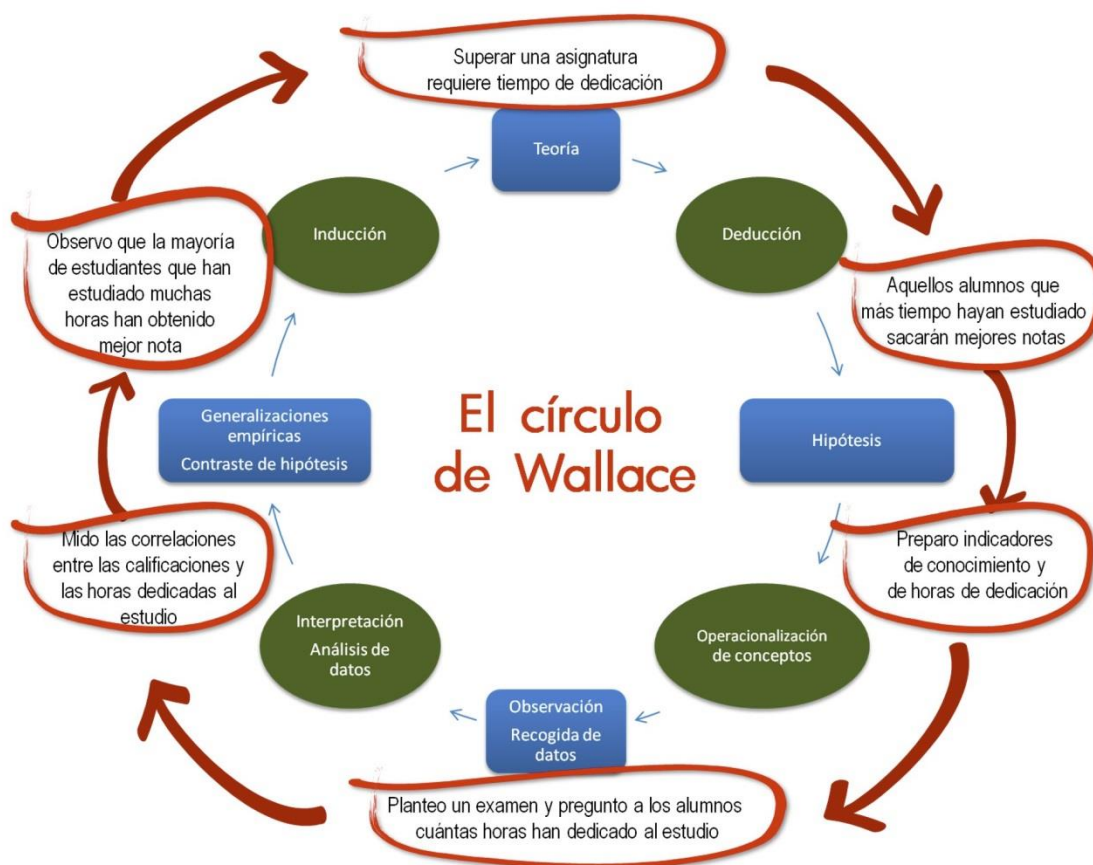 Superar una asignatura
requiere tiempo de dedicación
Teoría
Inducción
Deducción
Observo que la mayoría
de estudiantes que han
estudiado muchas
horas han obtenido
mejor nota
Aquellos alumnos que
más tiempo hayan estudiado
sacarán mejores notas
Generalizaciones
empíricas
Contraste de hipótesis
El círculo
de Wallace
Hipótesis
Mido las correlaciones
entre las calificaciones y
las horas dedicadas al
estudio
Preparo indicadores
de conocimiento y
de horas de dedicación
Interpretación
Análisis de
datos
Operacionalización
de conceptos
Observación
Recogida de
datos
Planteo un examen y pregunto a los alumnos
cuántas horas han dedicado al estudio